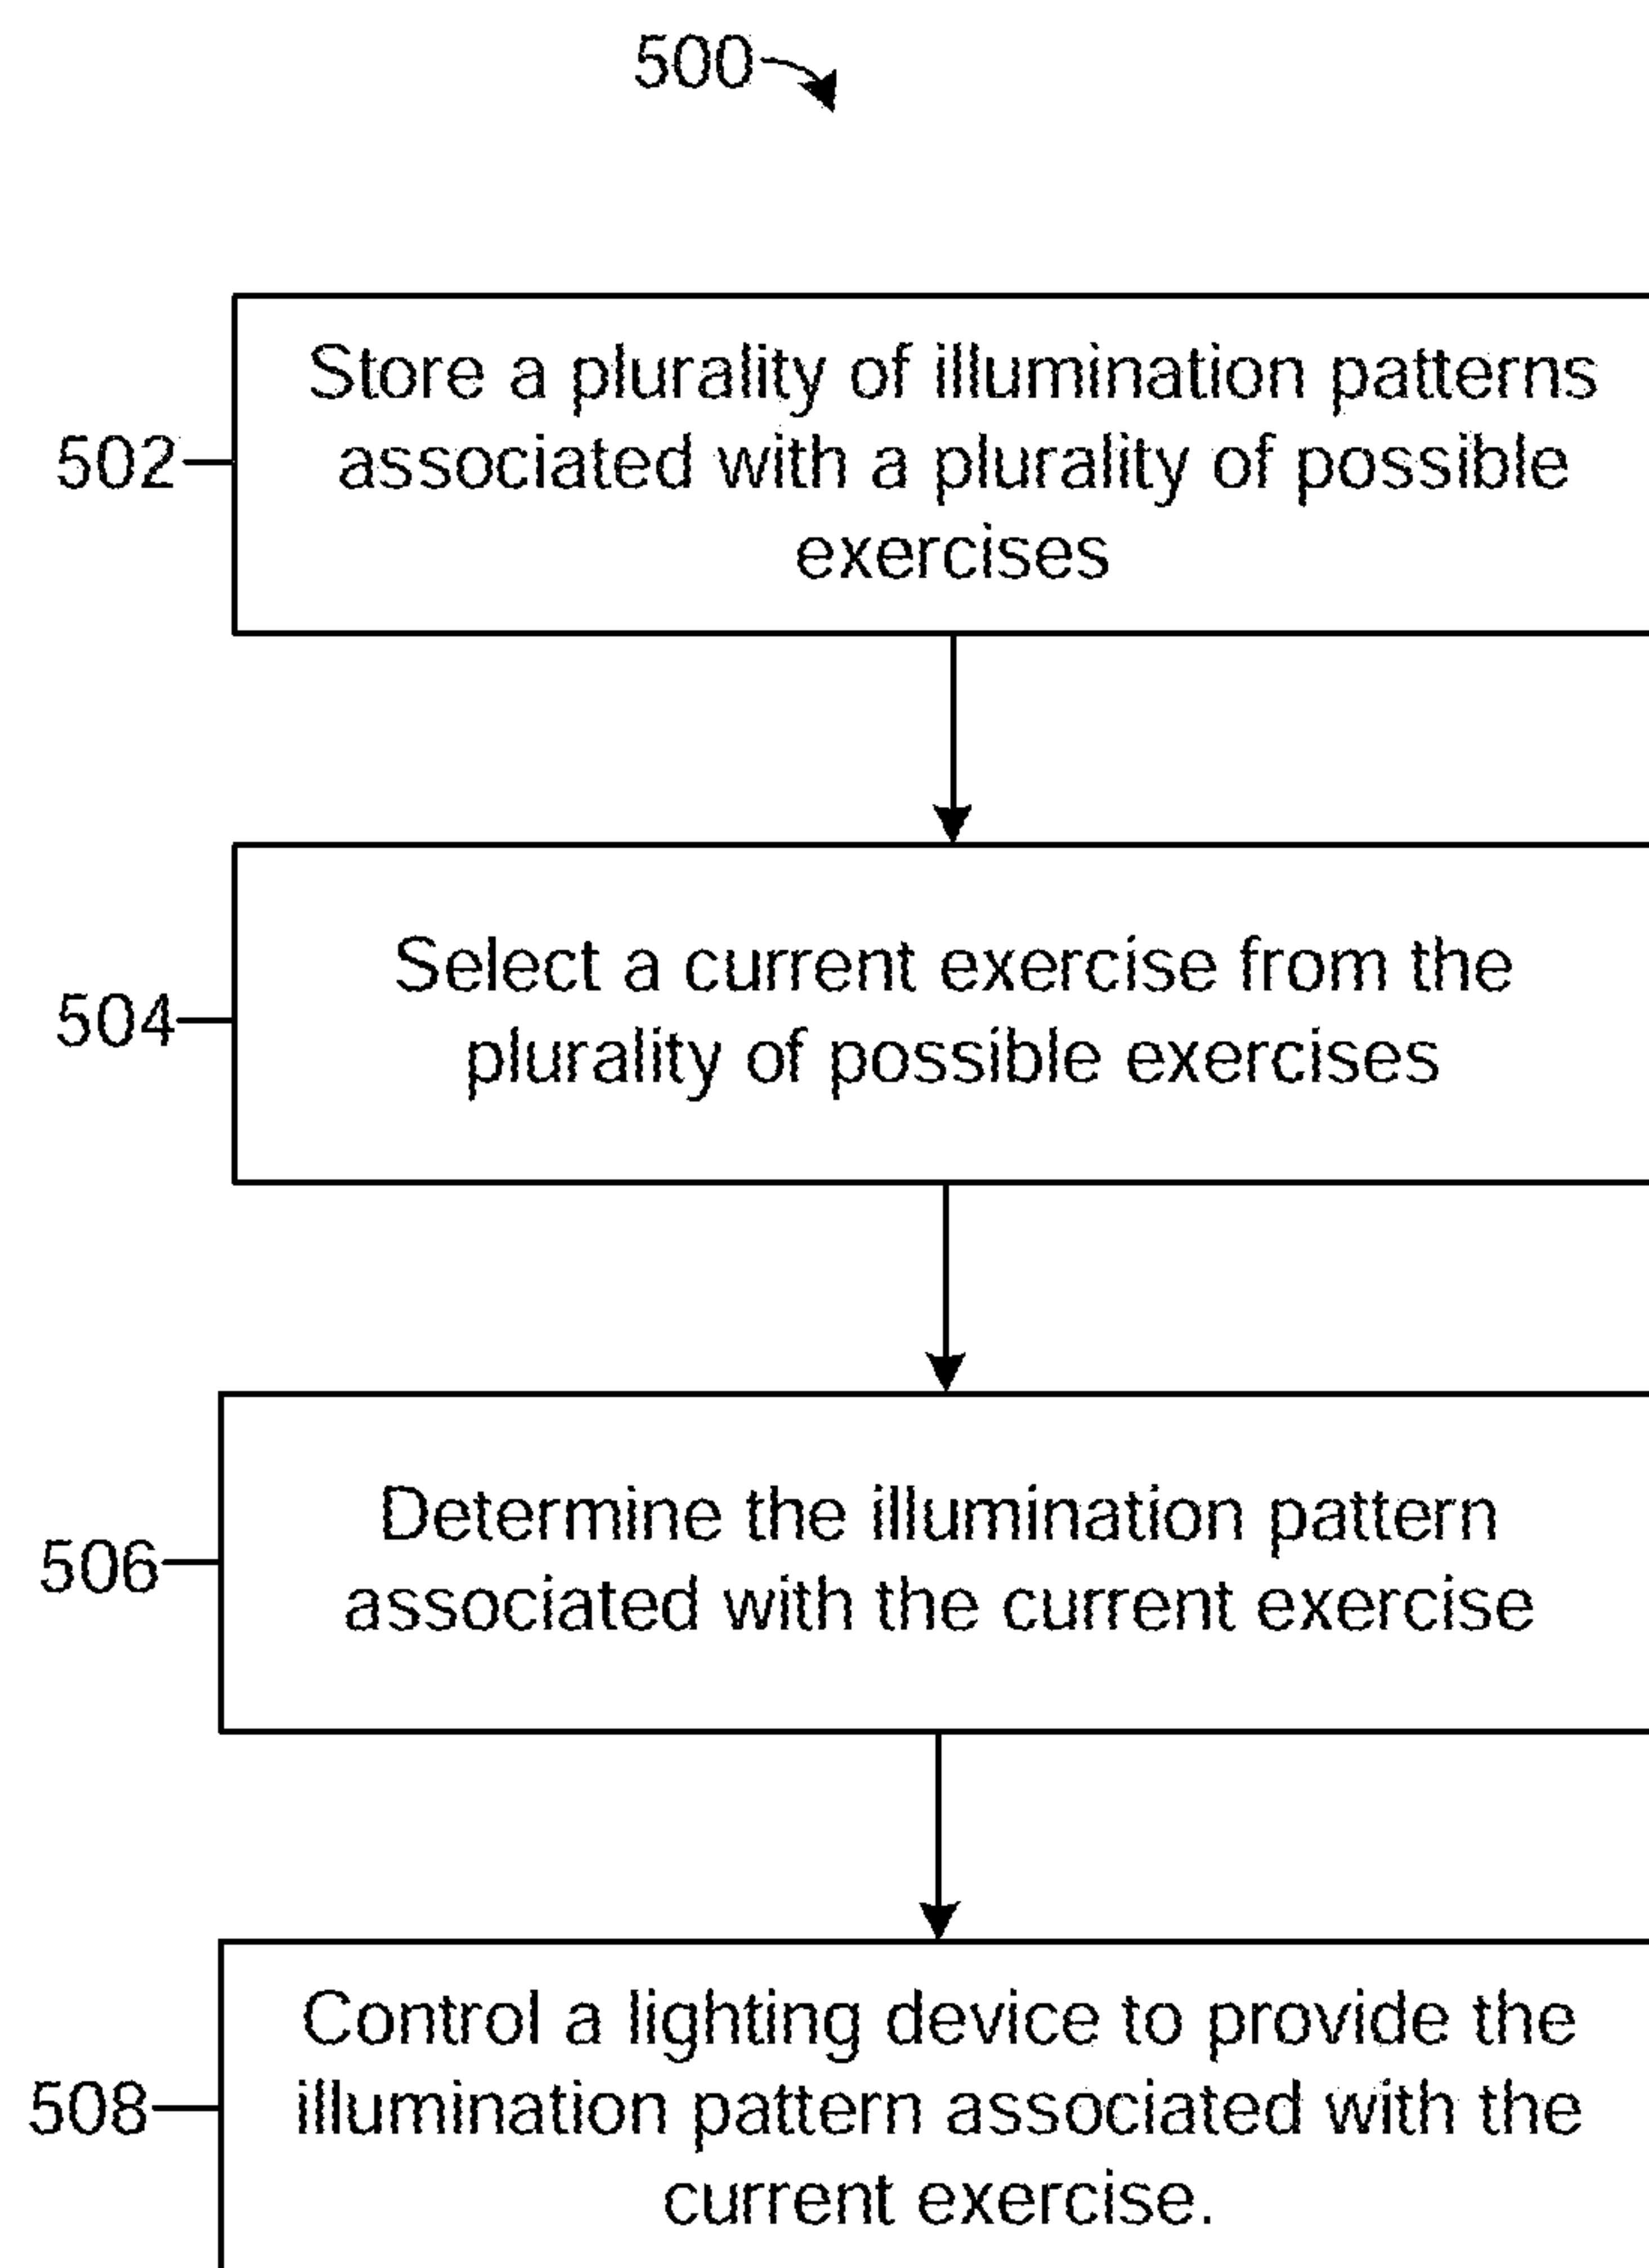 500
Store a plurality of illumination patterns
associated with a plurality of possible
exercises
502
Select a current exercise from the
plurality of possible exercises
504
Determine the illumination pattern
associated with the current exercise
506
Control a lighting device to provide the
illumination pattern associated with the
current exercise.
508